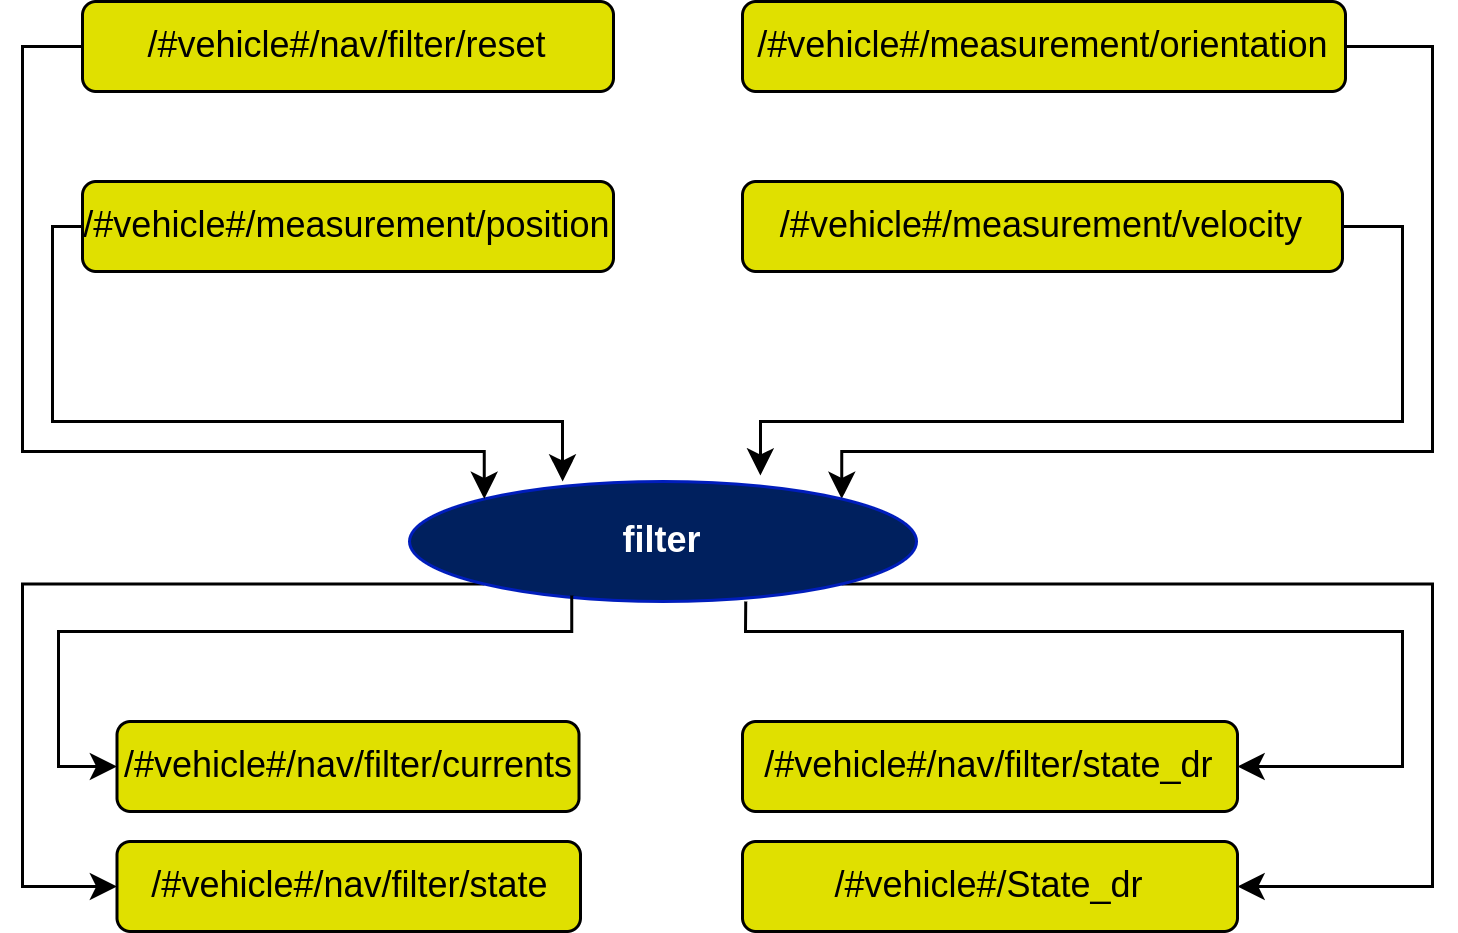 /#vehicle#/nav/filter/reset
/#vehicle#/measurement/orientation
/#vehicle#/measurement/position
/#vehicle#/measurement/velocity
filter
/#vehicle#/nav/filter/currents
/#vehicle#/nav/filter/state_dr
/#vehicle#/nav/filter/state
/#vehicle#/State_dr